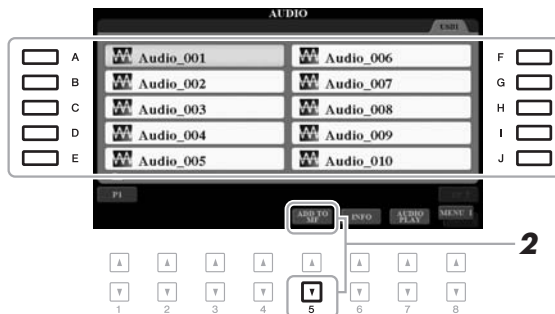 AUDIO
USB1
A Audio_001 Audio_006 F
B Audio_002 Audio_007 G
C Audio_003 Audio_008 H
D Audio_004 Audio_009 I
E Audio_005 Audio_010 J
P1
ADD TO MF INFO AUDIO PLAY MENU 1
2
1 2 3 4 5 6 7 8